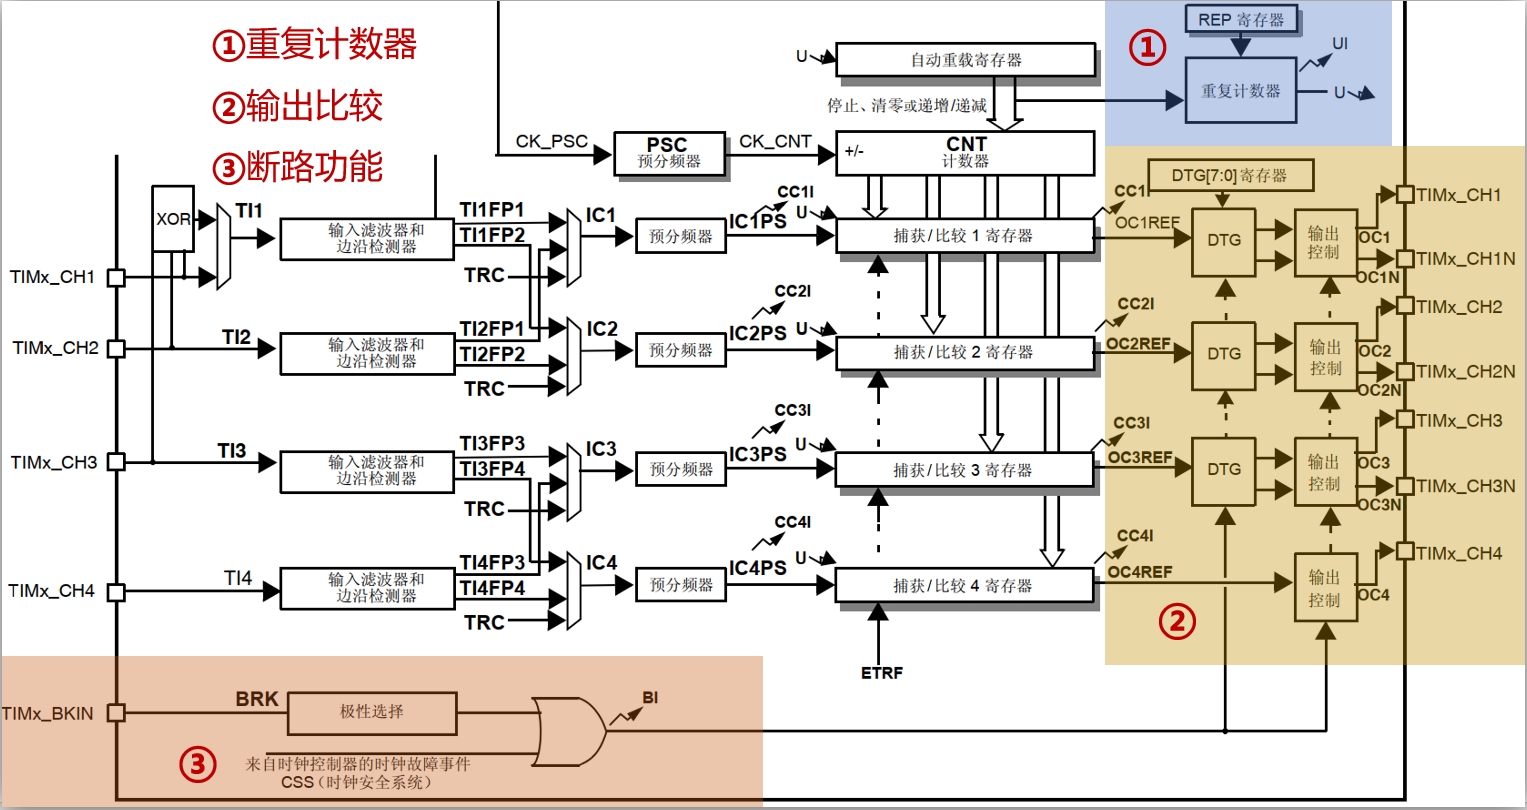 ①重复计数器
②输出比较
③断路功能
REP 寄存器
①
UI
U
自动重载寄存器
重复计数器
U
停止、清零或递增/递减
CK_PSC
PSC
预分频器
CK_CNT
+/-
CNT
计数器
DTG[7:0]寄存器
XOR
TI1
输入滤波器和
边沿检测器
TI1FP1
TI1FP2
TRC
IC1
预分频器
CC1I
IC1PS
U
捕获/比较 1 寄存器
CC1I
OC1REF
DTG
输出
控制
OC1
OC1N
TIMx_CH1
TIMx_CH1N
TIMx_CH1
TIMx_CH2
TI2
输入滤波器和
边沿检测器
TI2FP1
TI2FP2
TRC
IC2
预分频器
CC2I
IC2PS
U
捕获/比较 2 寄存器
CC2I
OC2REF
DTG
输出
控制
OC2
OC2N
TIMx_CH2
TIMx_CH2N
TIMx_CH3
TI3
输入滤波器和
边沿检测器
TI3FP3
TI3FP4
TRC
IC3
预分频器
CC3I
IC3PS
U
捕获/比较 3 寄存器
CC3I
OC3REF
DTG
输出
控制
OC3
OC3N
TIMx_CH3
TIMx_CH3N
TIMx_CH4
TI4
输入滤波器和
边沿检测器
TI4FP3
TI4FP4
TRC
IC4
预分频器
CC4I
IC4PS
U
捕获/比较 4 寄存器
CC4I
OC4REF
输出
控制
OC4
TIMx_CH4
②
ETRF
TIMx_BKIN
BRK
极性选择
BI
③
来自时钟控制器的时钟故障事件
CSS（时钟安全系统）